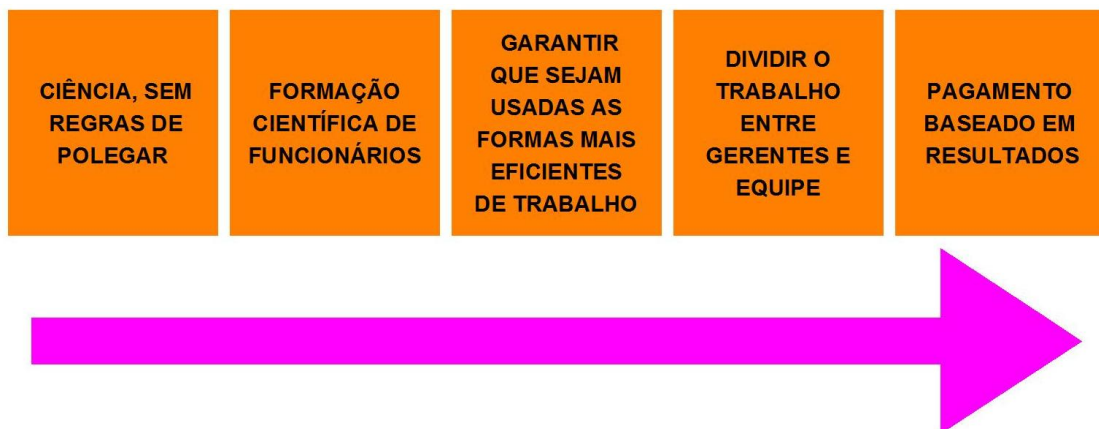 CIÊNCIA, SEM
REGRAS DE
POLEGAR
FORMAÇÃO
CIENTÍFICA DE
FUNCIONÁRIOS
GARANTIR
QUE SEJAM
USADAS AS
FORMAS MAIS
EFICIENTES
DE TRABALHO
DIVIDIR O
TRABALHO
ENTRE
GERENTES E
EQUIPE
PAGAMENTO
BASEADO EM
RESULTADOS